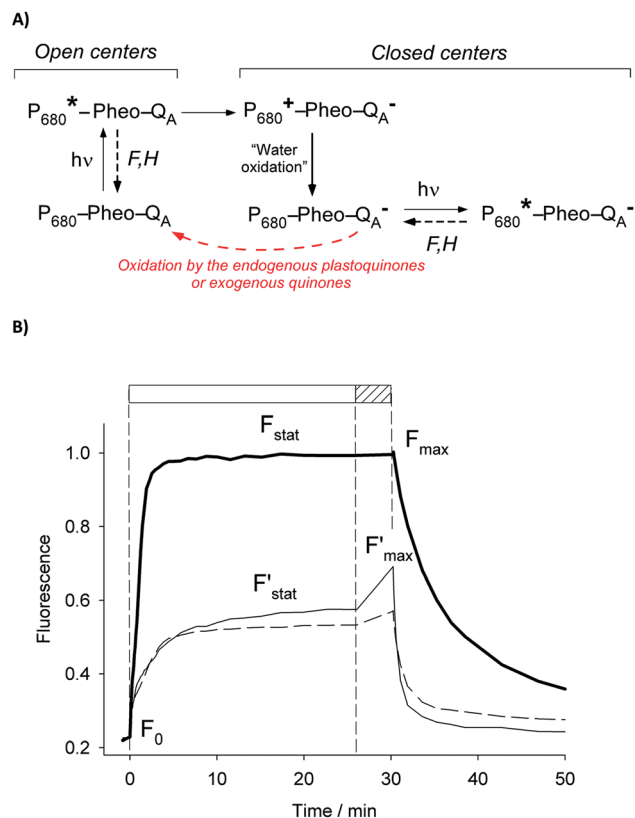 A)
Open centers
Closed centers
P680*–Pheo–QA
P680+–Pheo–QA-
hν
F,H
"Water
oxidation"
hν
P680–Pheo–QA
P680–Pheo–QA-
P680*–Pheo–QA-
F,H
Oxidation by the endogenous plastoquinones
or exogenous quinones
B)
Fstat
Fmax
1.0
F'max
0.8
F'stat
0.6
Fluorescence
0.4
F0
0.2
0 10 20 30 40 50
Time / min